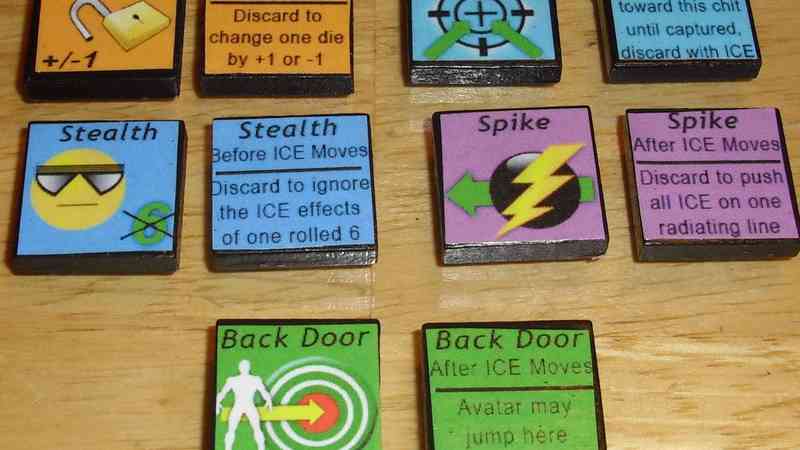 +/-1
Discard to
change one die
by +1 or -1
toward this chit
until captured,
discard with ICE
Stealth
6
Stealth
Before ICE Moves
Discard to ignore
the ICE effects
of one rolled 6
Spike
Spike
After ICE Moves
Discard to push
all ICE on one
radiating line
Back Door
Back Door
After ICE Moves
Avatar may
jump here